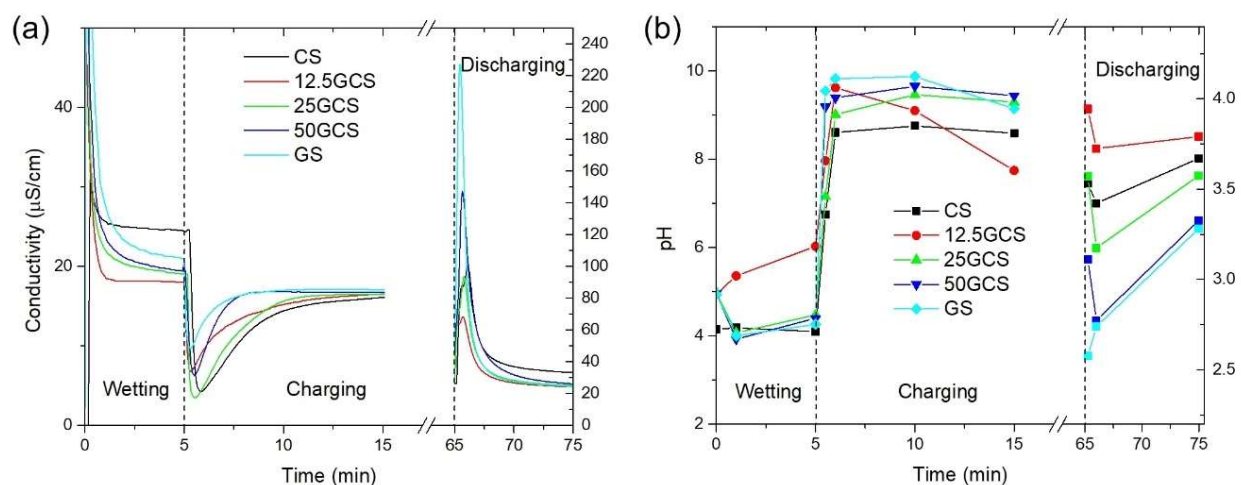 (a)
Conductivity (μS/cm)
40
20
0
CS
12.5GCS
25GCS
50GCS
GS
Wetting
Charging
Discharging
240
220
200
180
160
140
120
100
80
60
40
20
0
0 5 10 15 65 70 75
Time (min)
(b)
pH
10
8
6
4
2
Discharging
CS
12.5GCS
25GCS
50GCS
GS
Wetting
Charging
4.0
3.5
3.0
2.5
0 5 10 15 65 70 75
Time (min)